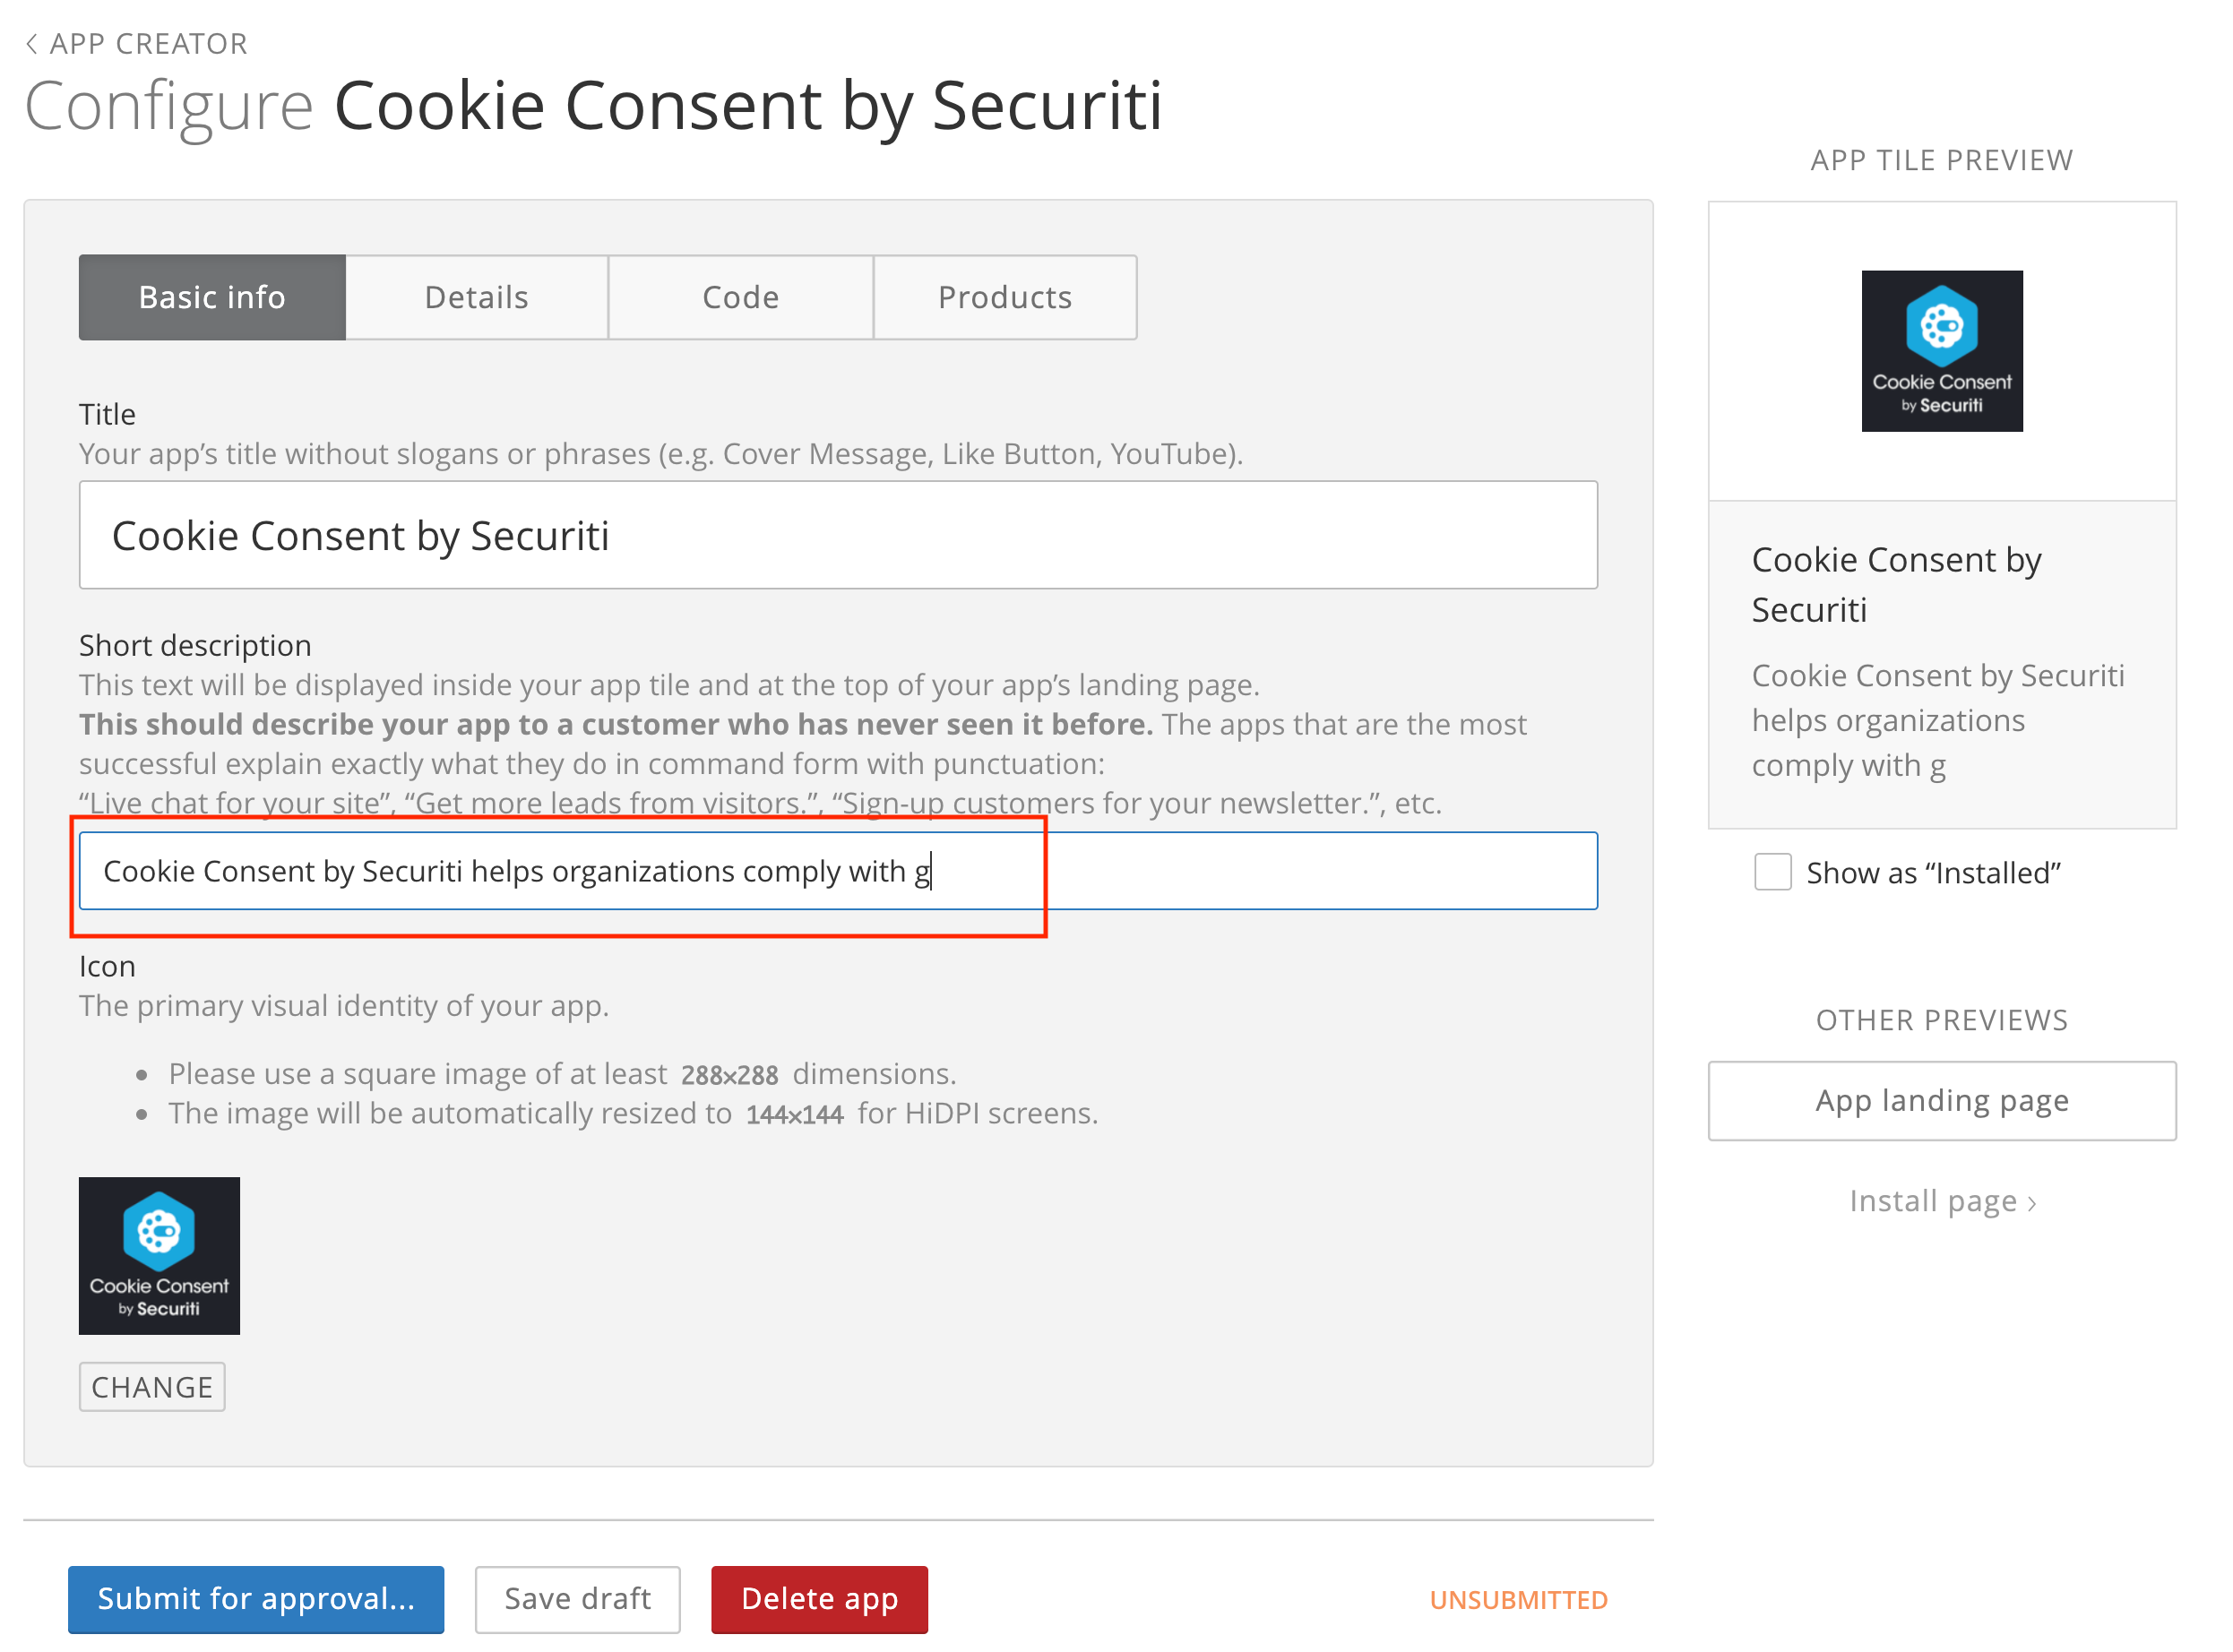 APP CREATOR
Configure Cookie Consent by Securiti
Basic info
Details
Code
Products
Title
Your app’s title without slogans or phrases (e.g. Cover Message, Like Button, YouTube).
Cookie Consent by Securiti
Short description
This text will be displayed inside your app tile and at the top of your app’s landing page.
This should describe your app to a customer who has never seen it before. The apps that are the most
successful explain exactly what they do in command form with punctuation:
“Live chat for your site”, “Get more leads from visitors.”, “Sign-up customers for your newsletter.”, etc.
Cookie Consent by Securiti helps organizations comply with g
Icon
The primary visual identity of your app.
• Please use a square image of at least 288×288 dimensions.
• The image will be automatically resized to 144×144 for HiDPI screens.
Cookie Consent
by Securiti
CHANGE
Submit for approval...
Save draft
Delete app
UNSUBMITTED
APP TILE PREVIEW
Cookie Consent
by Securiti
Cookie Consent by
Securiti
Cookie Consent by Securiti
helps organizations
comply with g
Show as “Installed”
OTHER PREVIEWS
App landing page
Install page ›